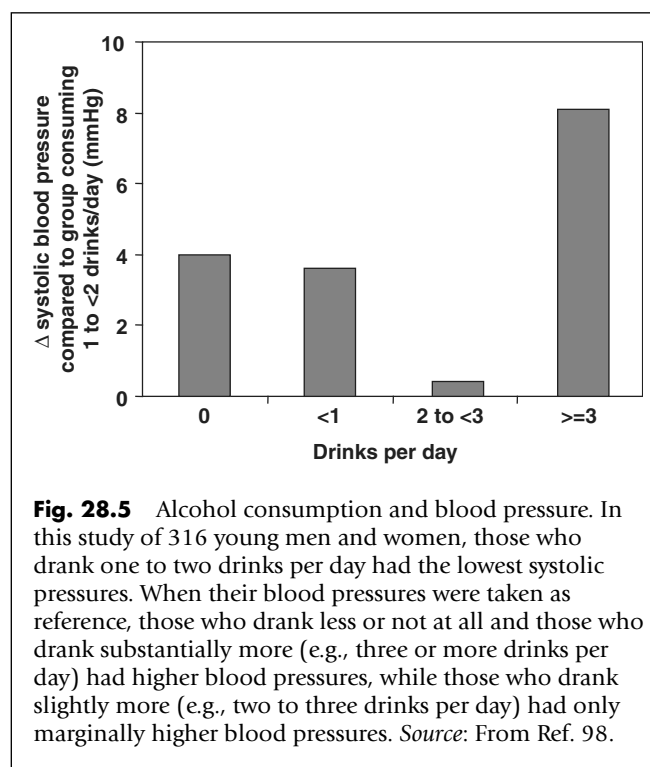 Δ systolic blood pressure
compared to group consuming
1 to <2 drinks/day (mmHg)
10
8
6
4
2
0
0 <1 2 to <3 >=3
Drinks per day
Fig. 28.5 Alcohol consumption and blood pressure. In
this study of 316 young men and women, those who
drank one to two drinks per day had the lowest systolic
pressures. When their blood pressures were taken as
reference, those who drank less or not at all and those who
drank substantially more (e.g., three or more drinks per
day) had higher blood pressures, while those who drank
slightly more (e.g., two to three drinks per day) had only
marginally higher blood pressures. Source: From Ref. 98.